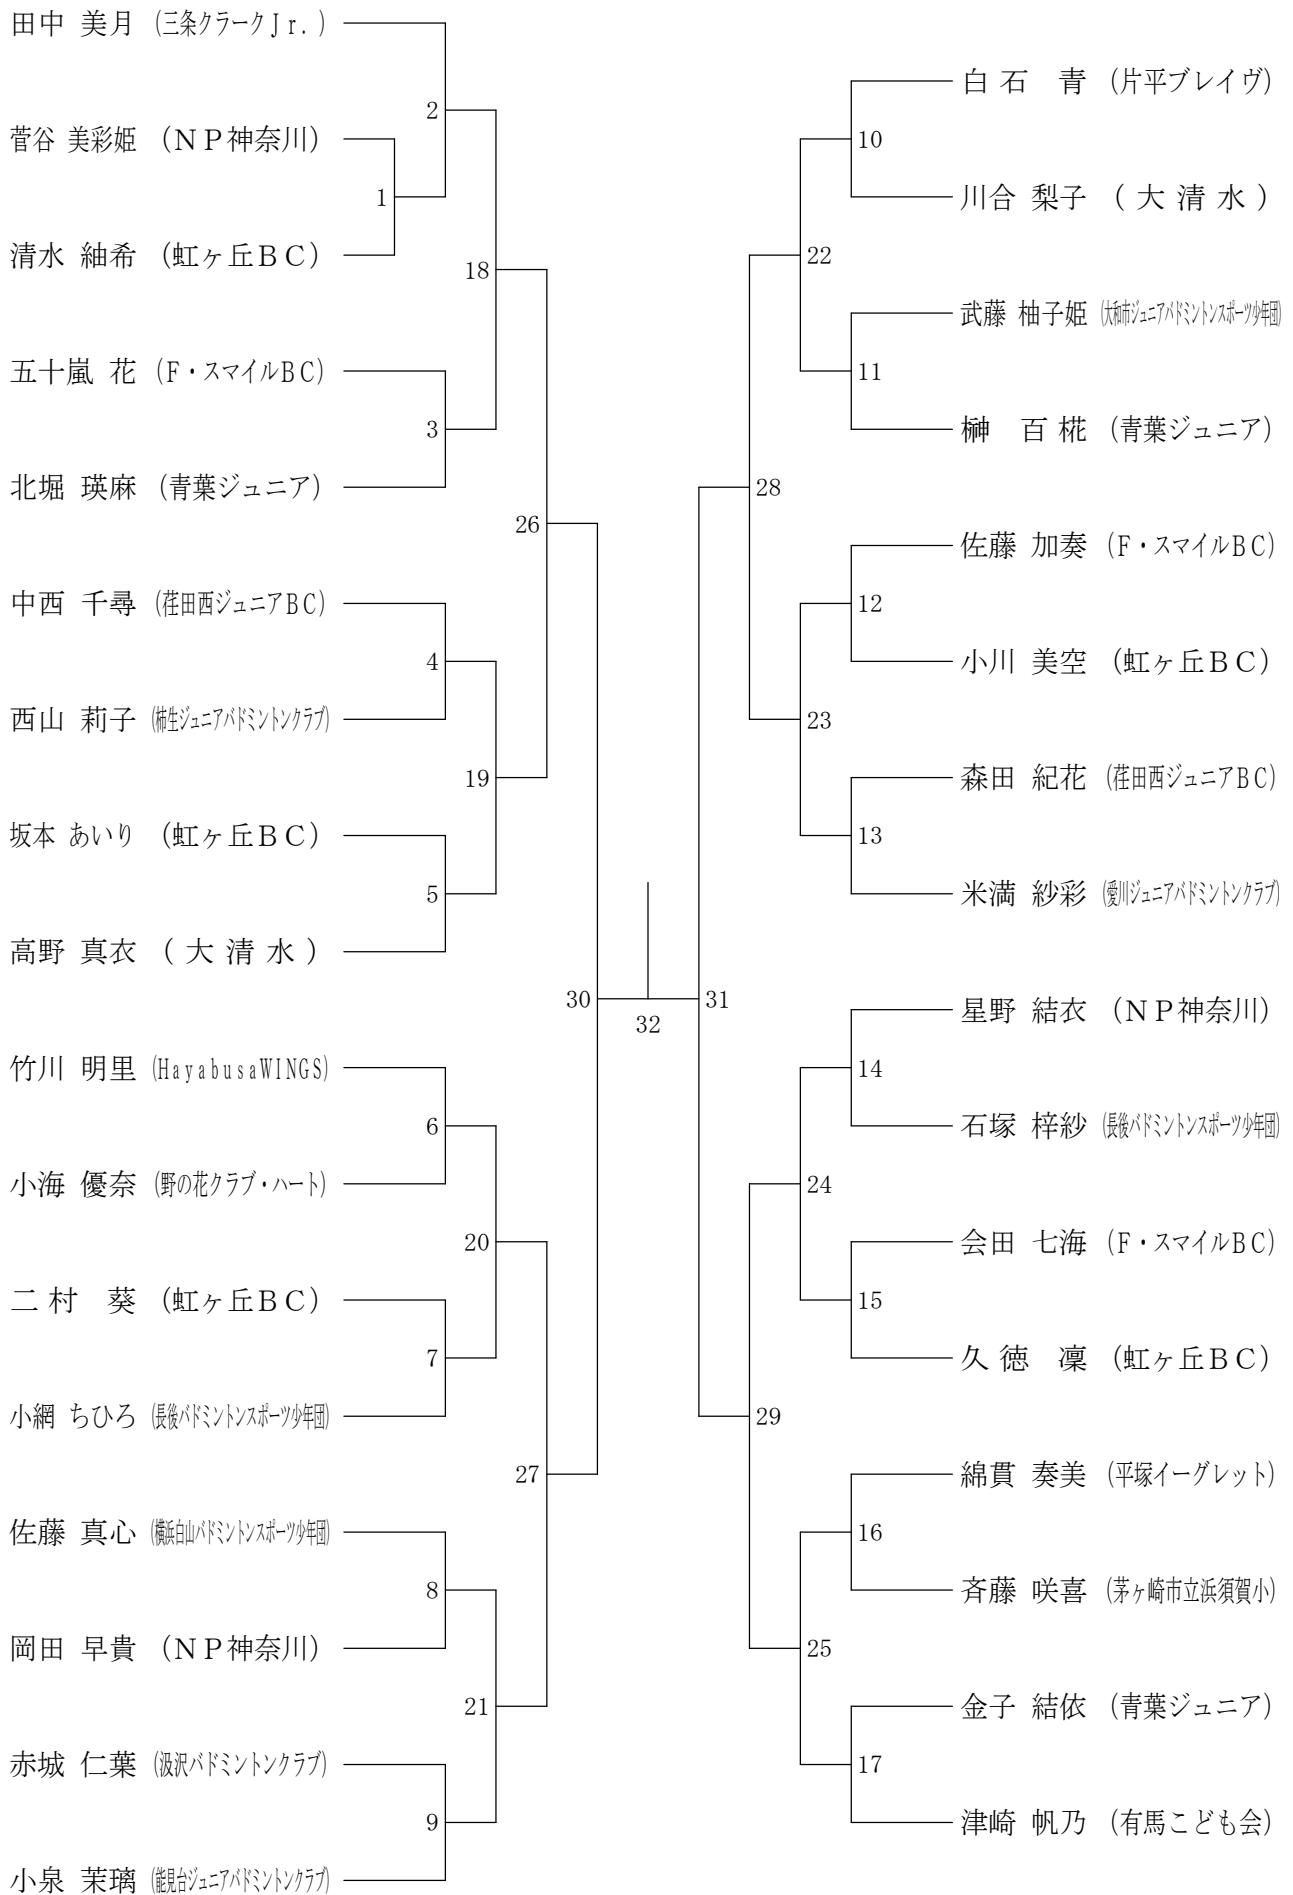 田中 美月 (三条クラークJr.)
2
菅谷 美彩姫 (ＮＰ神奈川)
1
清水 紬希 (虹ヶ丘ＢＣ)
18
五十嵐 花 (F・スマイルBC)
3
北堀 瑛麻 (青葉ジュニア)
26
中西 千尋 (荏田西ジュニアBC)
4
西山 莉子 (柿生ジュニアバドミントンクラブ)
19
坂本 あいり (虹ヶ丘ＢＣ)
5
高野 真衣 (大清水)
30
竹川 明里 (HayabusaWINGS)
6
小海 優奈 (野の花クラブ・ハート)
20
二村 葵 (虹ヶ丘ＢＣ)
7
小網 ちひろ (長後バドミントンスポーツ少年団)
27
佐藤 真心 (横浜白山バドミントンスポーツ少年団)
8
岡田 早貴 (ＮＰ神奈川)
21
赤城 仁葉 (汲沢バドミントンクラブ)
9
小泉 茉璃 (能見台ジュニアバドミントンクラブ)
32
白石 青 (片平ブレイヴ)
10
川合 梨子 (大清水)
22
武藤 柚子姫 (大和市ジュニアバドミントンスポーツ少年団)
11
榊 百椛 (青葉ジュニア)
28
佐藤 加奏 (F・スマイルBC)
12
小川 美空 (虹ヶ丘ＢＣ)
23
森田 紀花 (荏田西ジュニアBC)
13
米満 紗彩 (愛川ジュニアバドミントンクラブ)
31
星野 結衣 (ＮＰ神奈川)
14
石塚 梓紗 (長後バドミントンスポーツ少年団)
24
会田 七海 (F・スマイルBC)
15
久徳 凜 (虹ヶ丘ＢＣ)
29
綿貫 奏美 (平塚イーグレット)
16
斉藤 咲喜 (茅ヶ崎市立浜須賀小)
25
金子 結依 (青葉ジュニア)
17
津崎 帆乃 (有馬こども会)